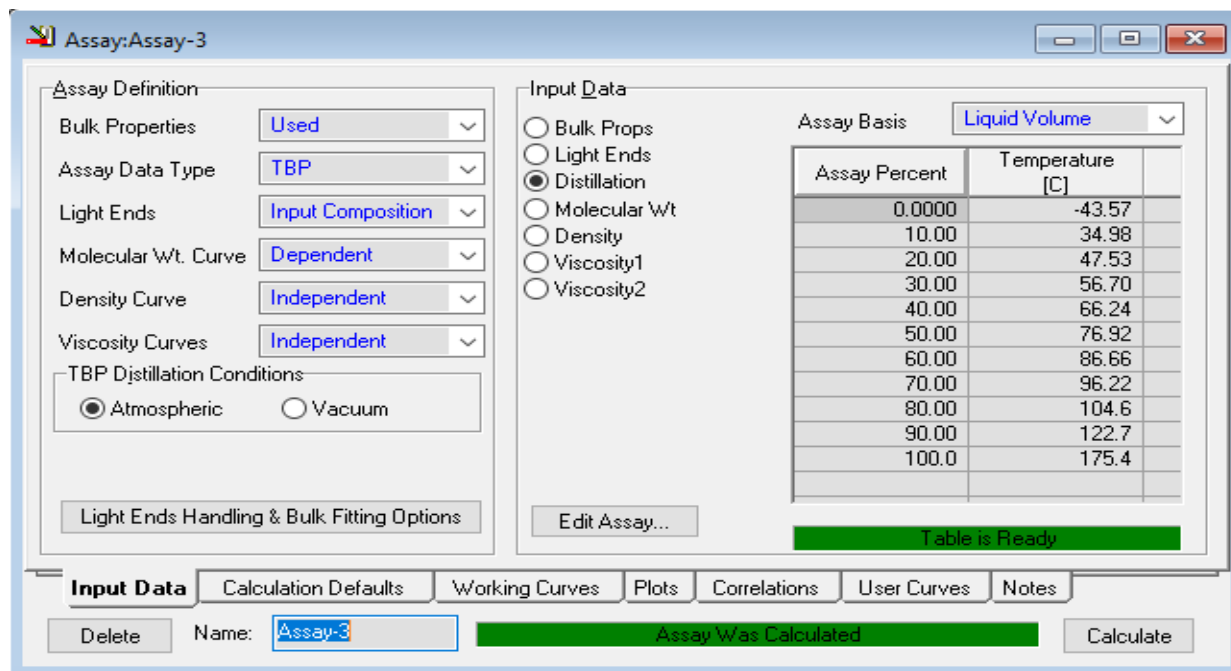 Assay:Assay-3
Assay Definition
Bulk Properties Used
Assay Data Type TBP
Light Ends Input Composition
Molecular Wt. Curve Dependent
Density Curve Independent
Viscosity Curves Independent
TBP Distillation Conditions
Atmospheric Vacuum
Light Ends Handling & Bulk Fitting Options
Input Data
Bulk Props
Light Ends
Distillation
Molecular Wt
Density
Viscosity1
Viscosity2
Edit Assay...
Assay Basis Liquid Volume
Assay Percent Temperature [C]
0.0000 -43.57
10.00 34.98
20.00 47.53
30.00 56.70
40.00 66.24
50.00 76.92
60.00 86.66
70.00 96.22
80.00 104.6
90.00 122.7
100.0 175.4
Table is Ready
Input Data Calculation Defaults Working Curves Plots Correlations User Curves Notes
Delete Name: Assay-3 Assay Was Calculated Calculate